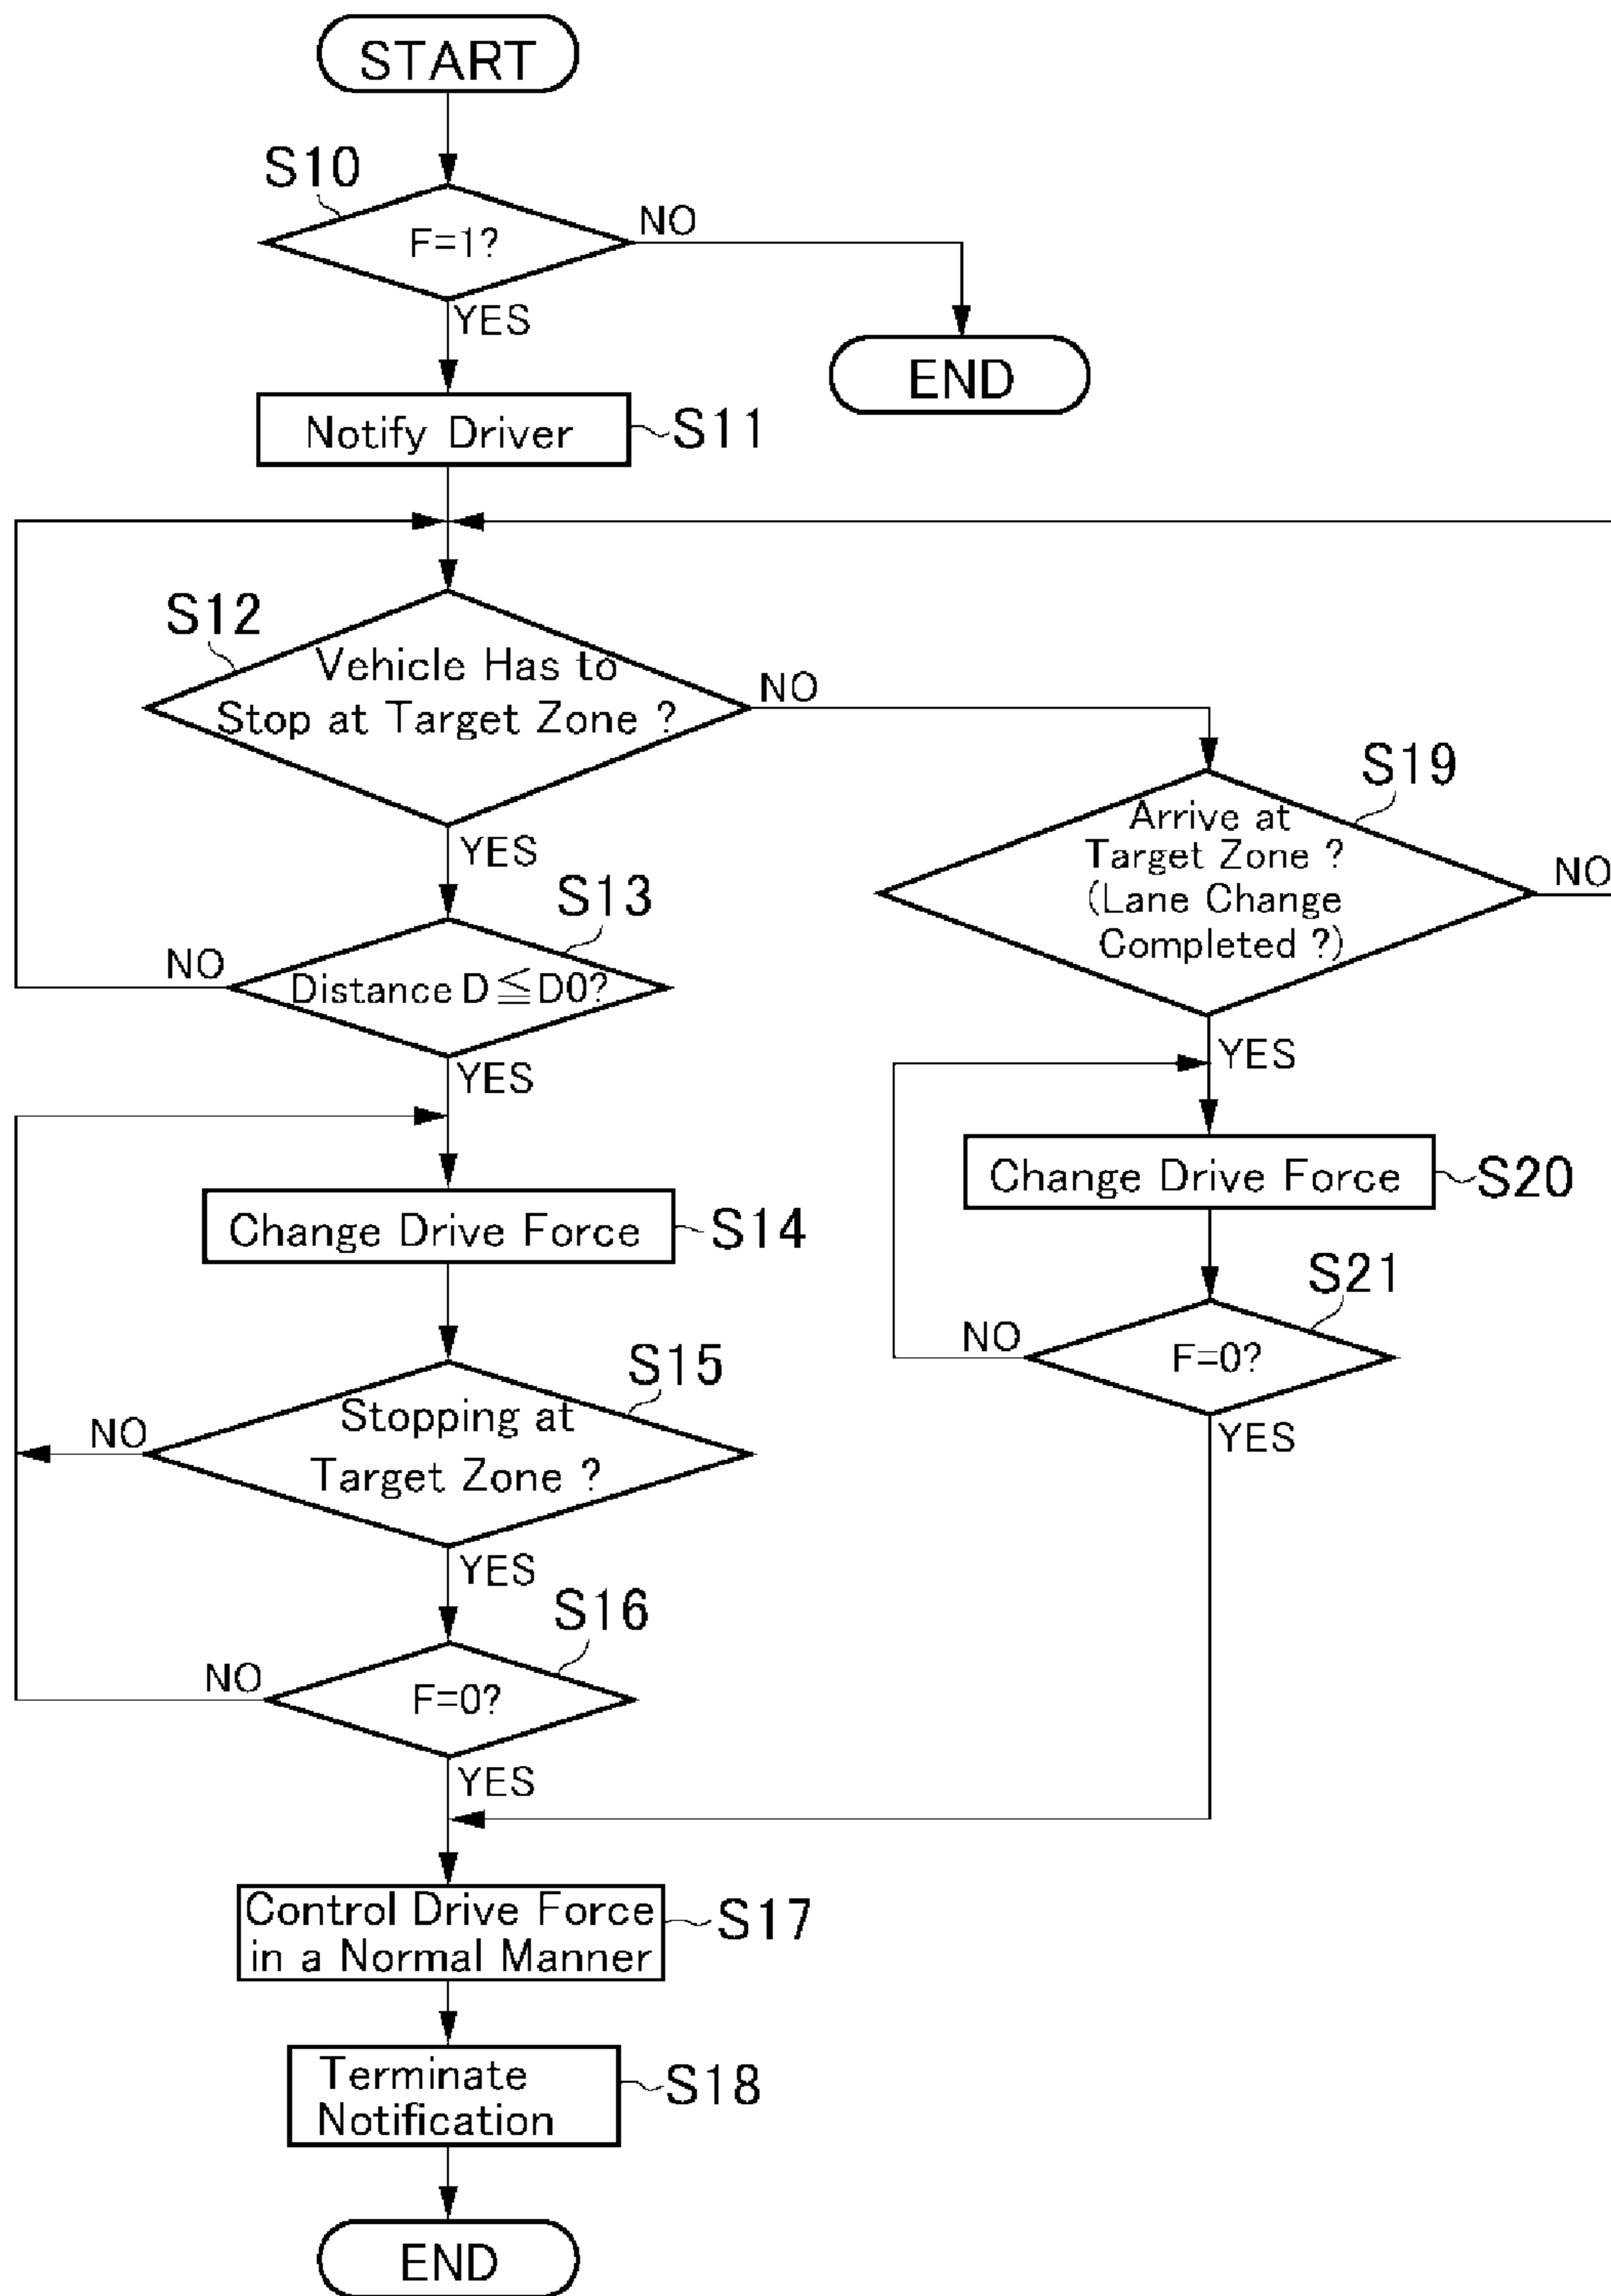 START
S10
F=1?
NO
YES
END
Notify Driver
S11
S12
Vehicle Has to
Stop at Target Zone ?
NO
YES
S19
Arrive at
Target Zone ?
(Lane Change
Completed ?)
NO
YES
S13
Distance D≦D0?
NO
YES
Change Drive Force
S14
Change Drive Force
S20
S21
F=0?
NO
YES
S15
Stopping at
Target Zone ?
NO
YES
S16
F=0?
NO
YES
Control Drive Force
in a Normal Manner
S17
Terminate
Notification
S18
END